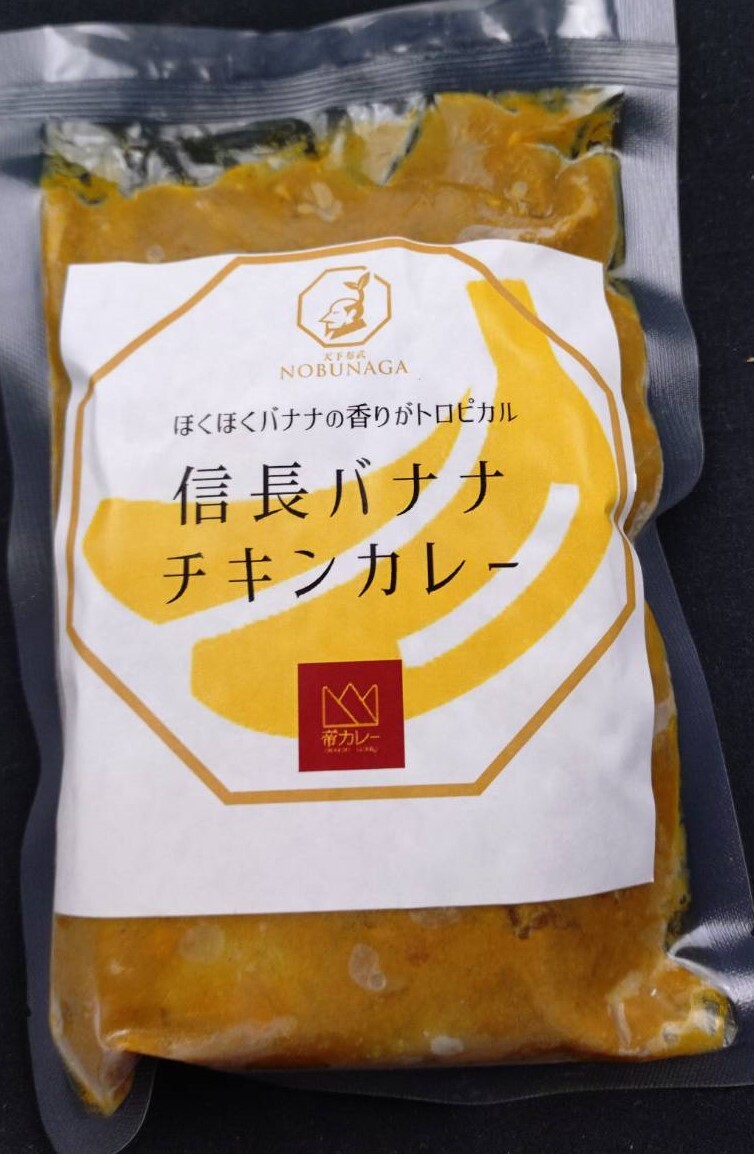 天下布武
NOBUNAGA
ほくほくバナナの香りがトロピカル
信長バナナ
チキンカレー
帝カレー